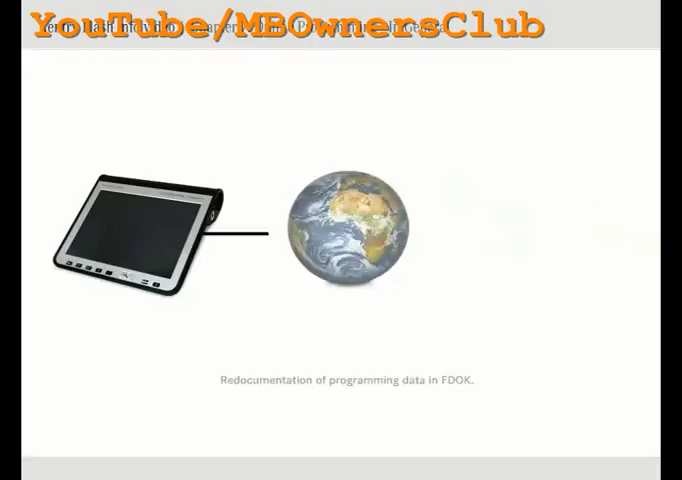 YouTube/MBOwnersClub
Redocumentation of programming data in FDOK.